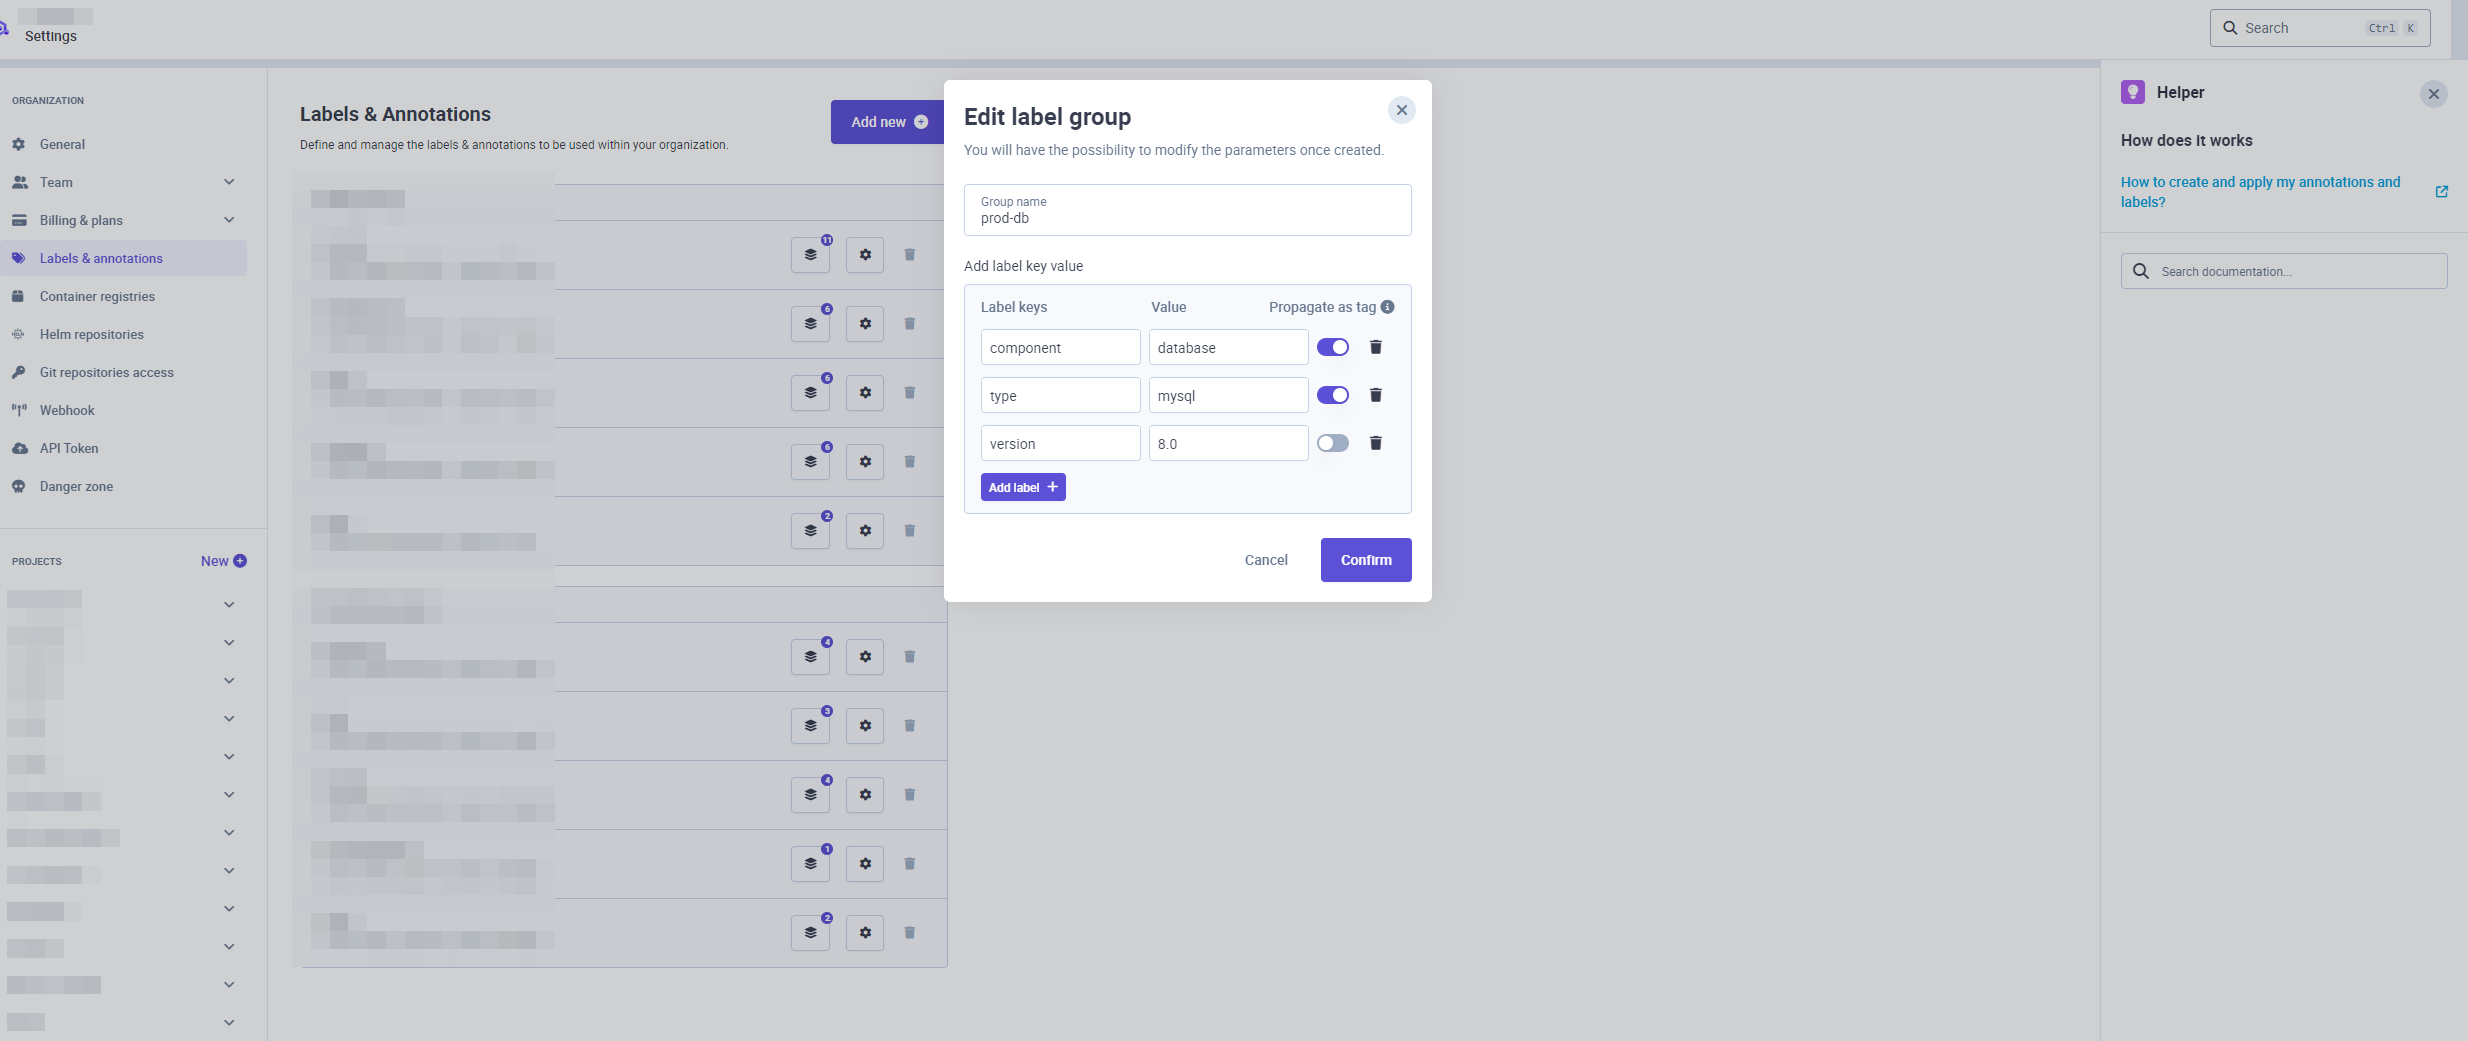 Settings
Search Ctrl K
ORGANIZATION
General
Team
Billing & plans
Labels & annotations
Container registries
Helm repositories
Git repositories access
Webhook
API Token
Danger zone
PROJECTS New
Labels & Annotations
Define and manage the labels & annotations to be used within your organization.
Add new
11
6
6
6
2
4
3
4
1
2
Edit label group
You will have the possibility to modify the parameters once created.
Group name
prod-db
Add label key value
Label keys Value Propagate as tag
component database
type mysql
version 8.0
Add label
Cancel Confirm
Helper
How does it works
How to create and apply my annotations and
labels?
Search documentation...